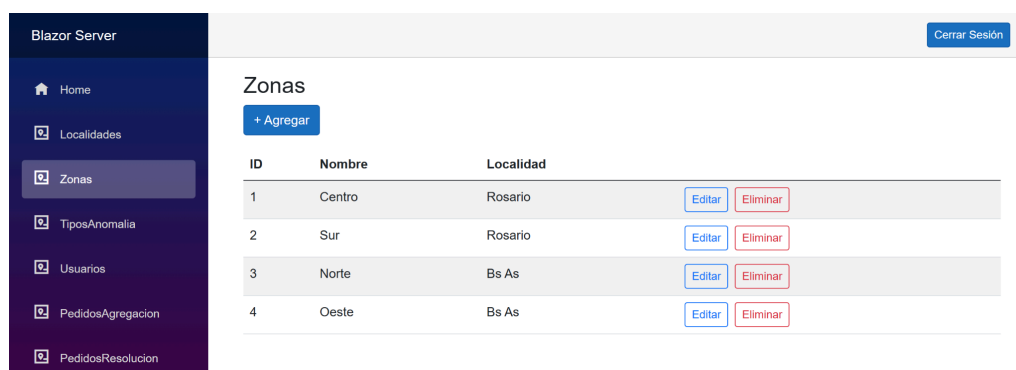 Blazor Server
Cerrar Sesión
Home
Localidades
Zonas
TiposAnomalia
Usuarios
PedidosAgregacion
PedidosResolucion
Zonas
+ Agregar
ID Nombre Localidad
1 Centro Rosario Editar Eliminar
2 Sur Rosario Editar Eliminar
3 Norte Bs As Editar Eliminar
4 Oeste Bs As Editar Eliminar